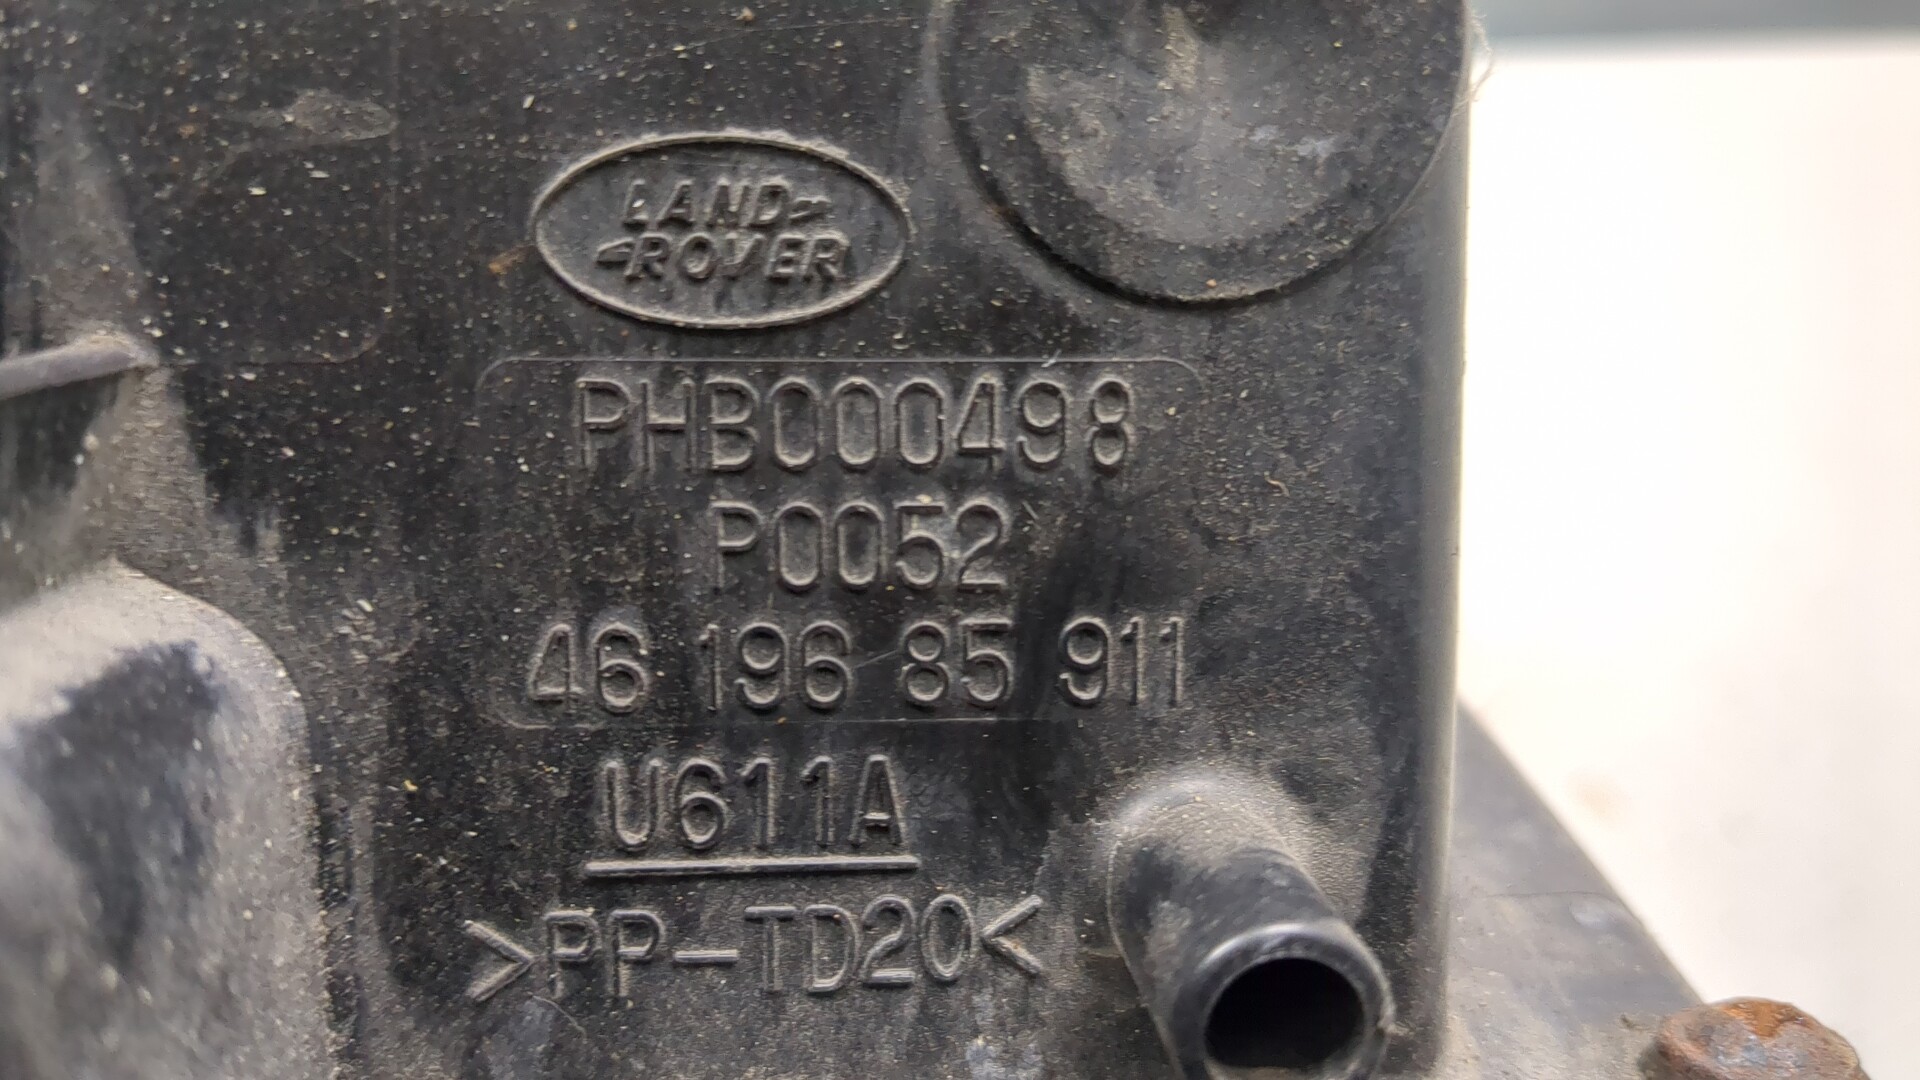 LAND
ROVER
PHB000498
P0052
46 196 85 911
U611A
>PP-TD20<